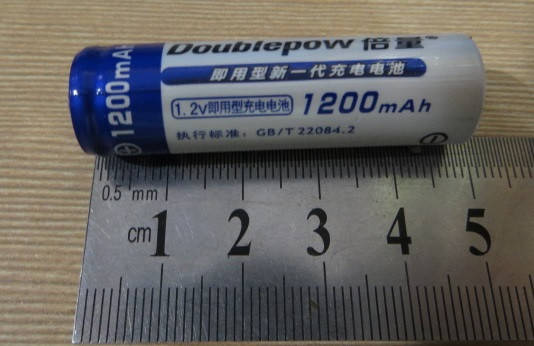 Doublepow 倍量®
1200mAh
即用型新一代充电电池
1.2v即用型充电电池 1200mAh
执行标准：GB/T 22084.2
0.5 mm
cm 1 2 3 4 5